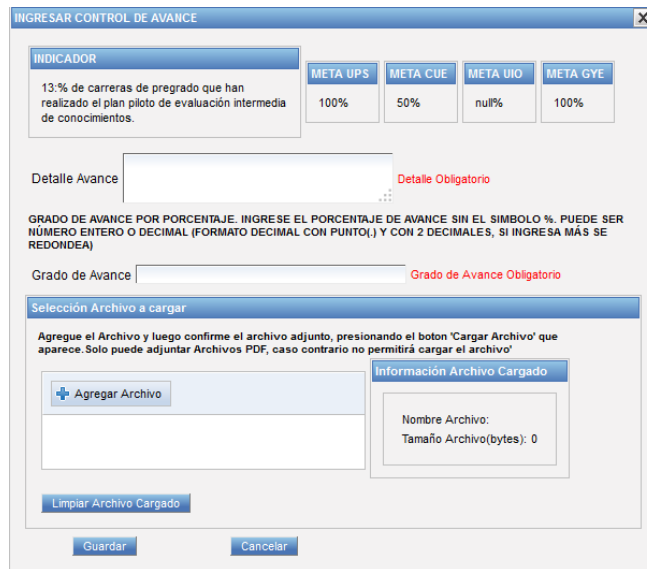 INGRESAR CONTROL DE AVANCE
X
INDICADOR
13:% de carreras de pregrado que han
realizado el plan piloto de evaluación intermedia
de conocimientos.
META UPS
100%
META CUE
50%
META UIO
null%
META GYE
100%
Detalle Avance
Detalle Obligatorio
GRADO DE AVANCE POR PORCENTAJE. INGRESE EL PORCENTAJE DE AVANCE SIN EL SIMBOLO %. PUEDE SER
NÚMERO ENTERO O DECIMAL (FORMATO DECIMAL CON PUNTO(.) Y CON 2 DECIMALES, SI INGRESA MÁS SE
REDONDEA)
Grado de Avance
Grado de Avance Obligatorio
Selección Archivo a cargar
Agregue el Archivo y luego confirme el archivo adjunto, presionando el boton 'Cargar Archivo' que
aparece.Solo puede adjuntar Archivos PDF, caso contrario no permitirá cargar el archivo'
Agregar Archivo
Información Archivo Cargado
Nombre Archivo:
Tamaño Archivo(bytes): 0
Limpiar Archivo Cargado
Guardar
Cancelar